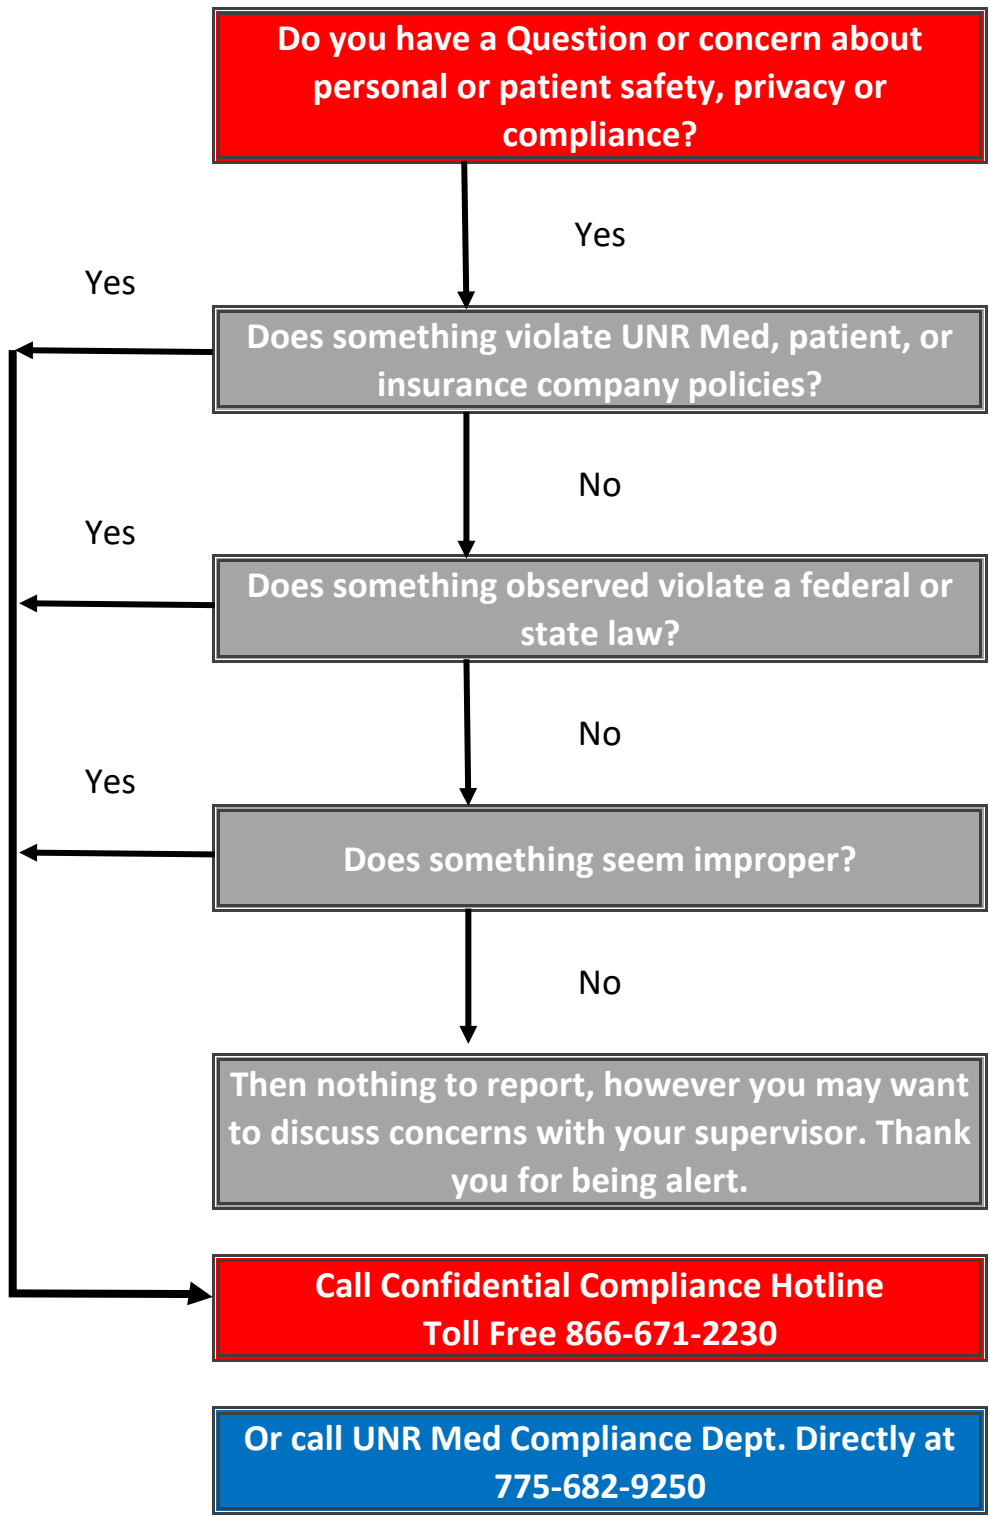 Do you have a Question or concern about
personal or patient safety, privacy or
compliance?
Yes
Yes
Does something violate UNR Med, patient, or
insurance company policies?
No
Yes
Does something observed violate a federal or
state law?
No
Yes
Does something seem improper?
No
Then nothing to report, however you may want
to discuss concerns with your supervisor. Thank
you for being alert.
Call Confidential Compliance Hotline
Toll Free 866-671-2230
Or call UNR Med Compliance Dept. Directly at
775-682-9250